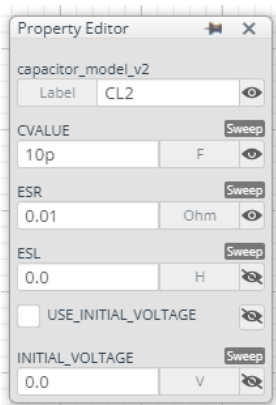 Property Editor
capacitor_model_v2
Label CL2
Sweep
CVALUE
10p F
Sweep
ESR
0.01 Ohm
Sweep
ESL
0.0 H
USE_INITIAL_VOLTAGE
Sweep
INITIAL_VOLTAGE
0.0 V